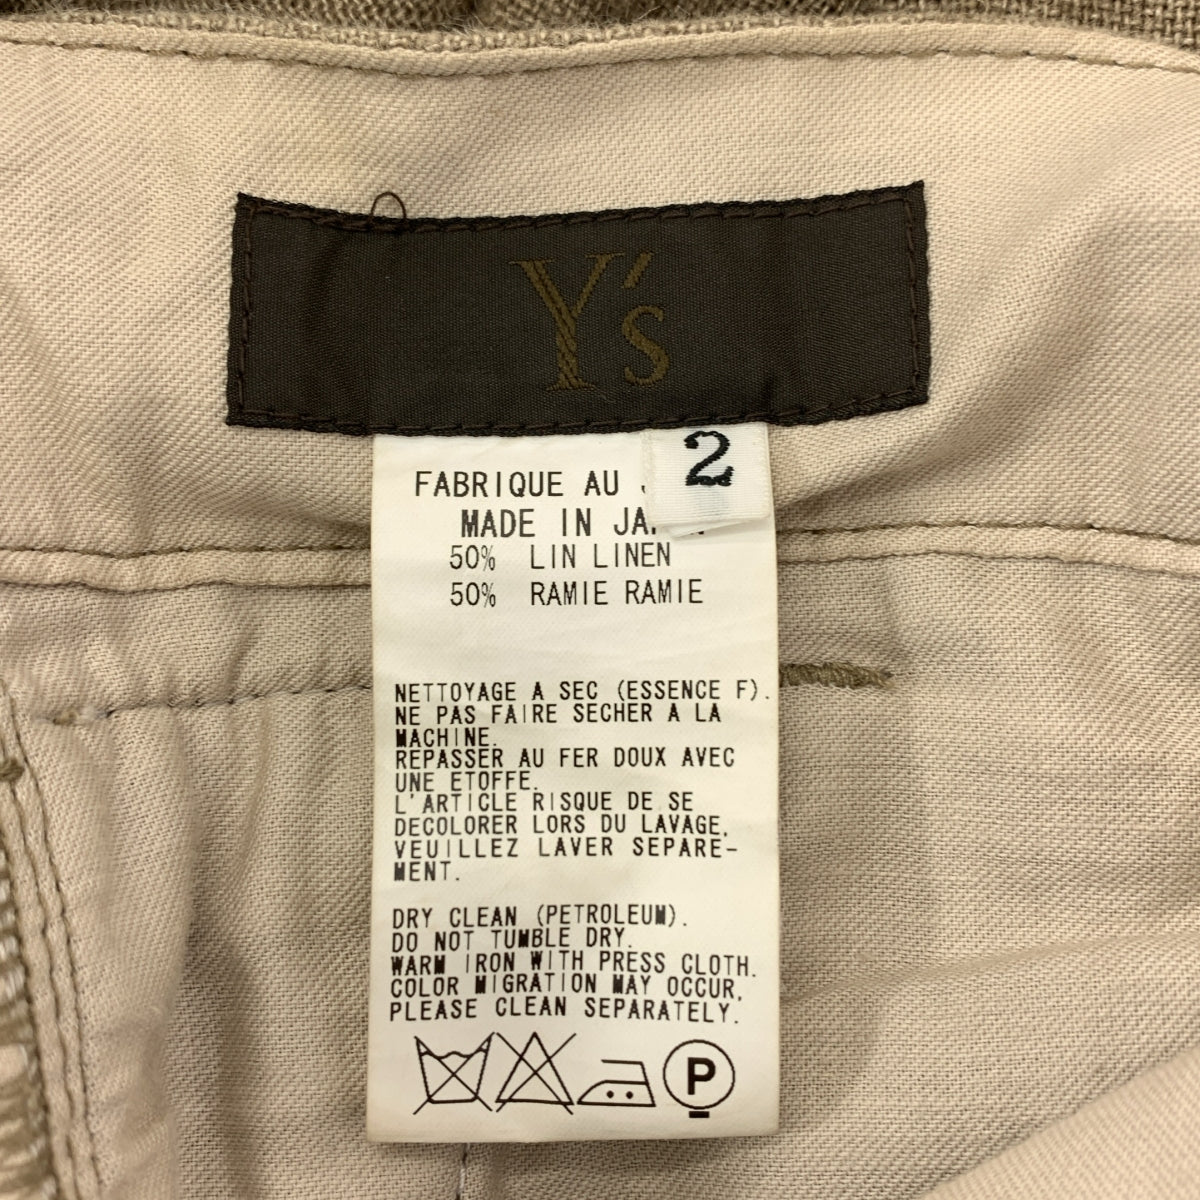 Y's
2
FABRIQUE AU
MADE IN
50% LIN LINEN
50% RAMIE RAMIE
NETTOYAGE A SEC (ESSENCE F).
NE PAS FAIRE SECHER A LA
MACHINE.
REPASSER AU FER DOUX AVEC
UNE ETOFFE.
L'ARTICLE RISQUE DE SE
DECOLORER LORS DU LAVAGE,
VEUILLEZ LAVER SEPARE-
MENT.
DRY CLEAN (PETROLEUM).
DO NOT TUMBLE DRY.
WARM IRON WITH PRESS CLOTH.
COLOR MIGRATION MAY OCCUR,
PLEASE CLEAN SEPARATELY.
P